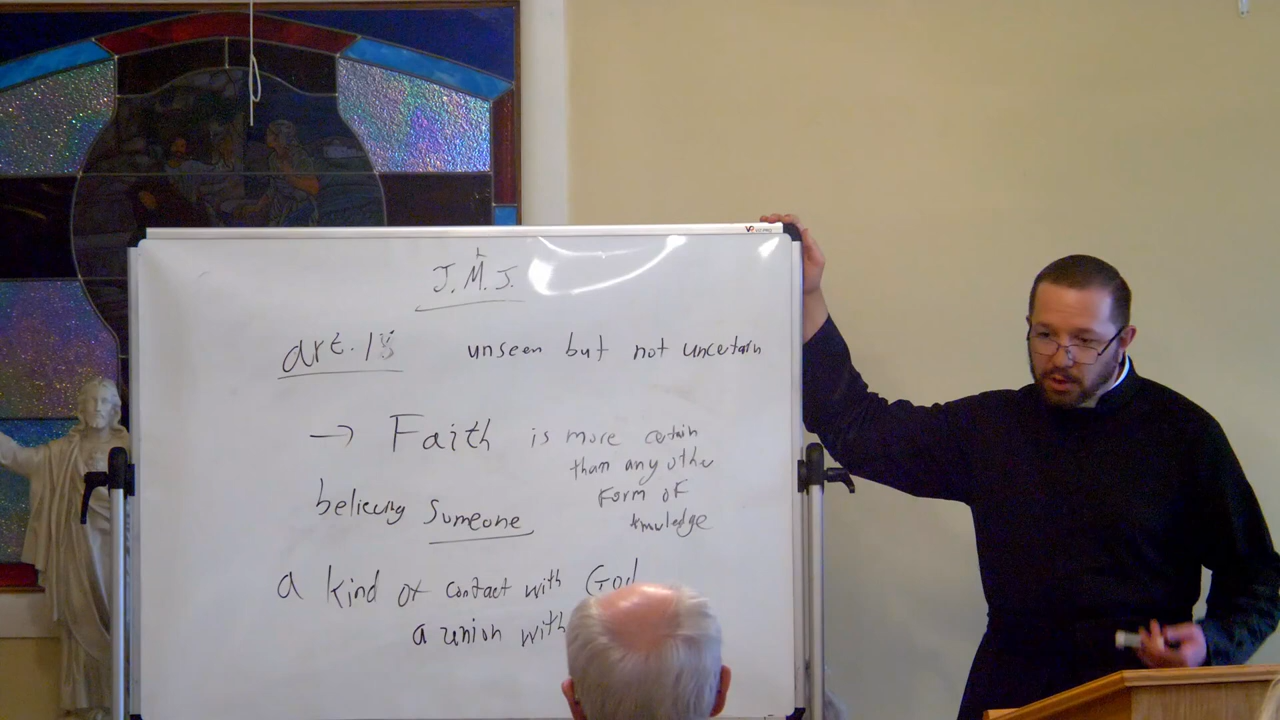 J.M.J.
art. 18 unseen but not uncertain
→ Faith is more certain
than any other
form of
knowledge
believing Someone
a kind of contact with God
a union with